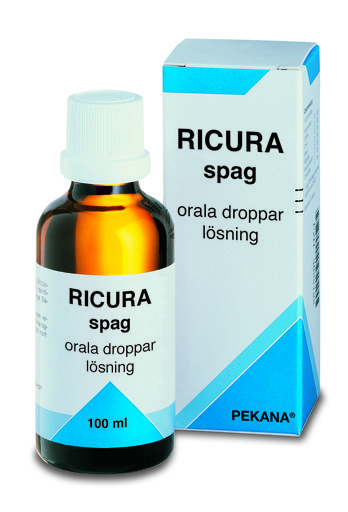 RICURA
spag
orala droppar
lösning
PEKANA®
RICURA
spag
orala droppar
lösning
100 ml